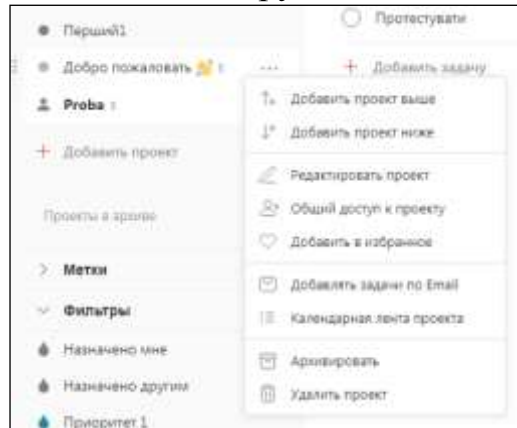 Перший1
Добро пожаловать
Proba
Добавить проект
Проекты в архиве
Метки
Фильтры
Назначено мне
Назначено другим
Приоритет 1
Протестувати
Добавить задачу
Добавить проект выше
Добавить проект ниже
Редактировать проект
Общий доступ к проекту
Добавить в избранное
Добавлять задачи по Email
Календарная лента проекта
Архивировать
Удалить проект